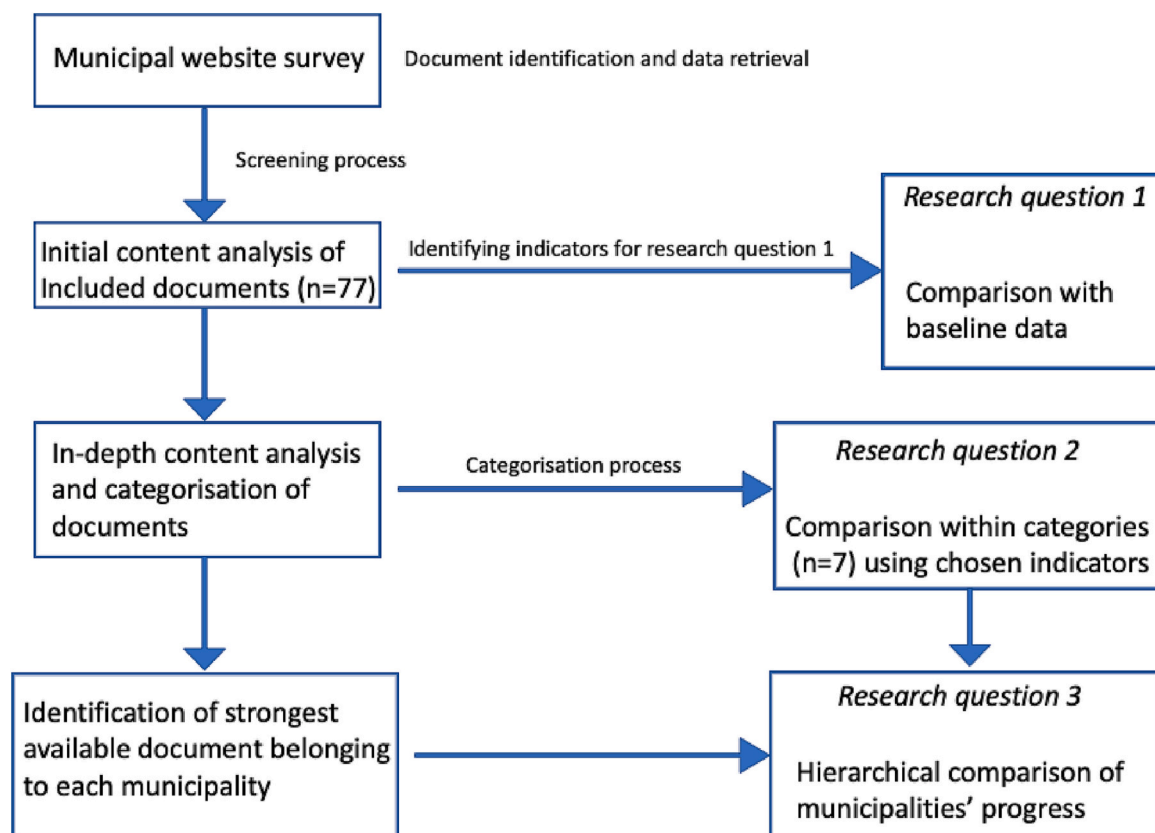 Municipal website survey
Document identification and data retrieval
Screening process
Initial content analysis of
Included documents (n=77)
Identifying indicators for research question 1
Research question 1
Comparison with
baseline data
In-depth content analysis
and categorisation of
documents
Categorisation process
Research question 2
Comparison within categories
(n=7) using chosen indicators
Identification of strongest
available document belonging
to each municipality
Research question 3
Hierarchical comparison of
municipalities’ progress